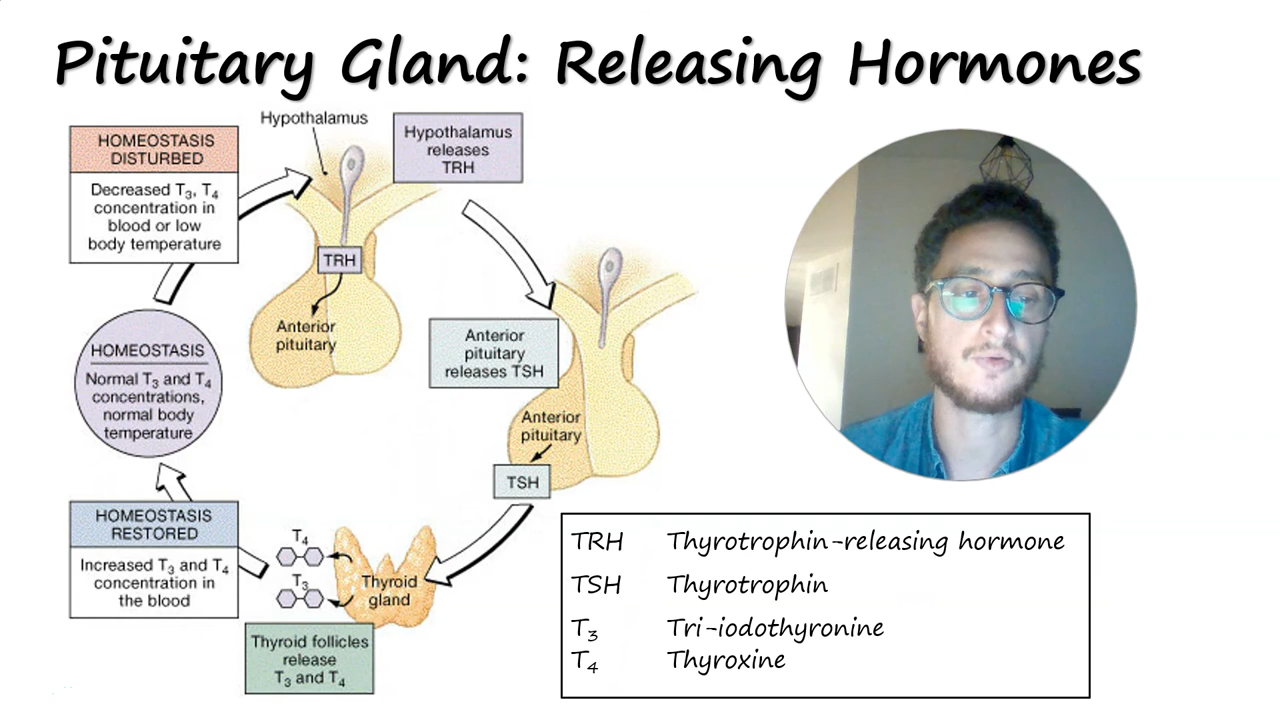 Pituitary Gland: Releasing Hormones
Hypothalamus
HOMEOSTASIS
DISTURBED
Decreased T₃, T₄
concentration in
blood or low
body temperature
Hypothalamus
releases
TRH
TRH
Anterior
pituitary
Anterior
pituitary
releases TSH
Anterior
pituitary
TSH
HOMEOSTASIS
Normal T₃ and T₄
concentrations,
normal body
temperature
HOMEOSTASIS
RESTORED
Increased T₃ and T₄
concentration in
the blood
T₄
T₃
Thyroid
gland
Thyroid follicles
release
T₃ and T₄
TRH Thyrotrophin-releasing hormone
TSH Thyrotrophin
T₃ Tri-iodothyronine
T₄ Thyroxine